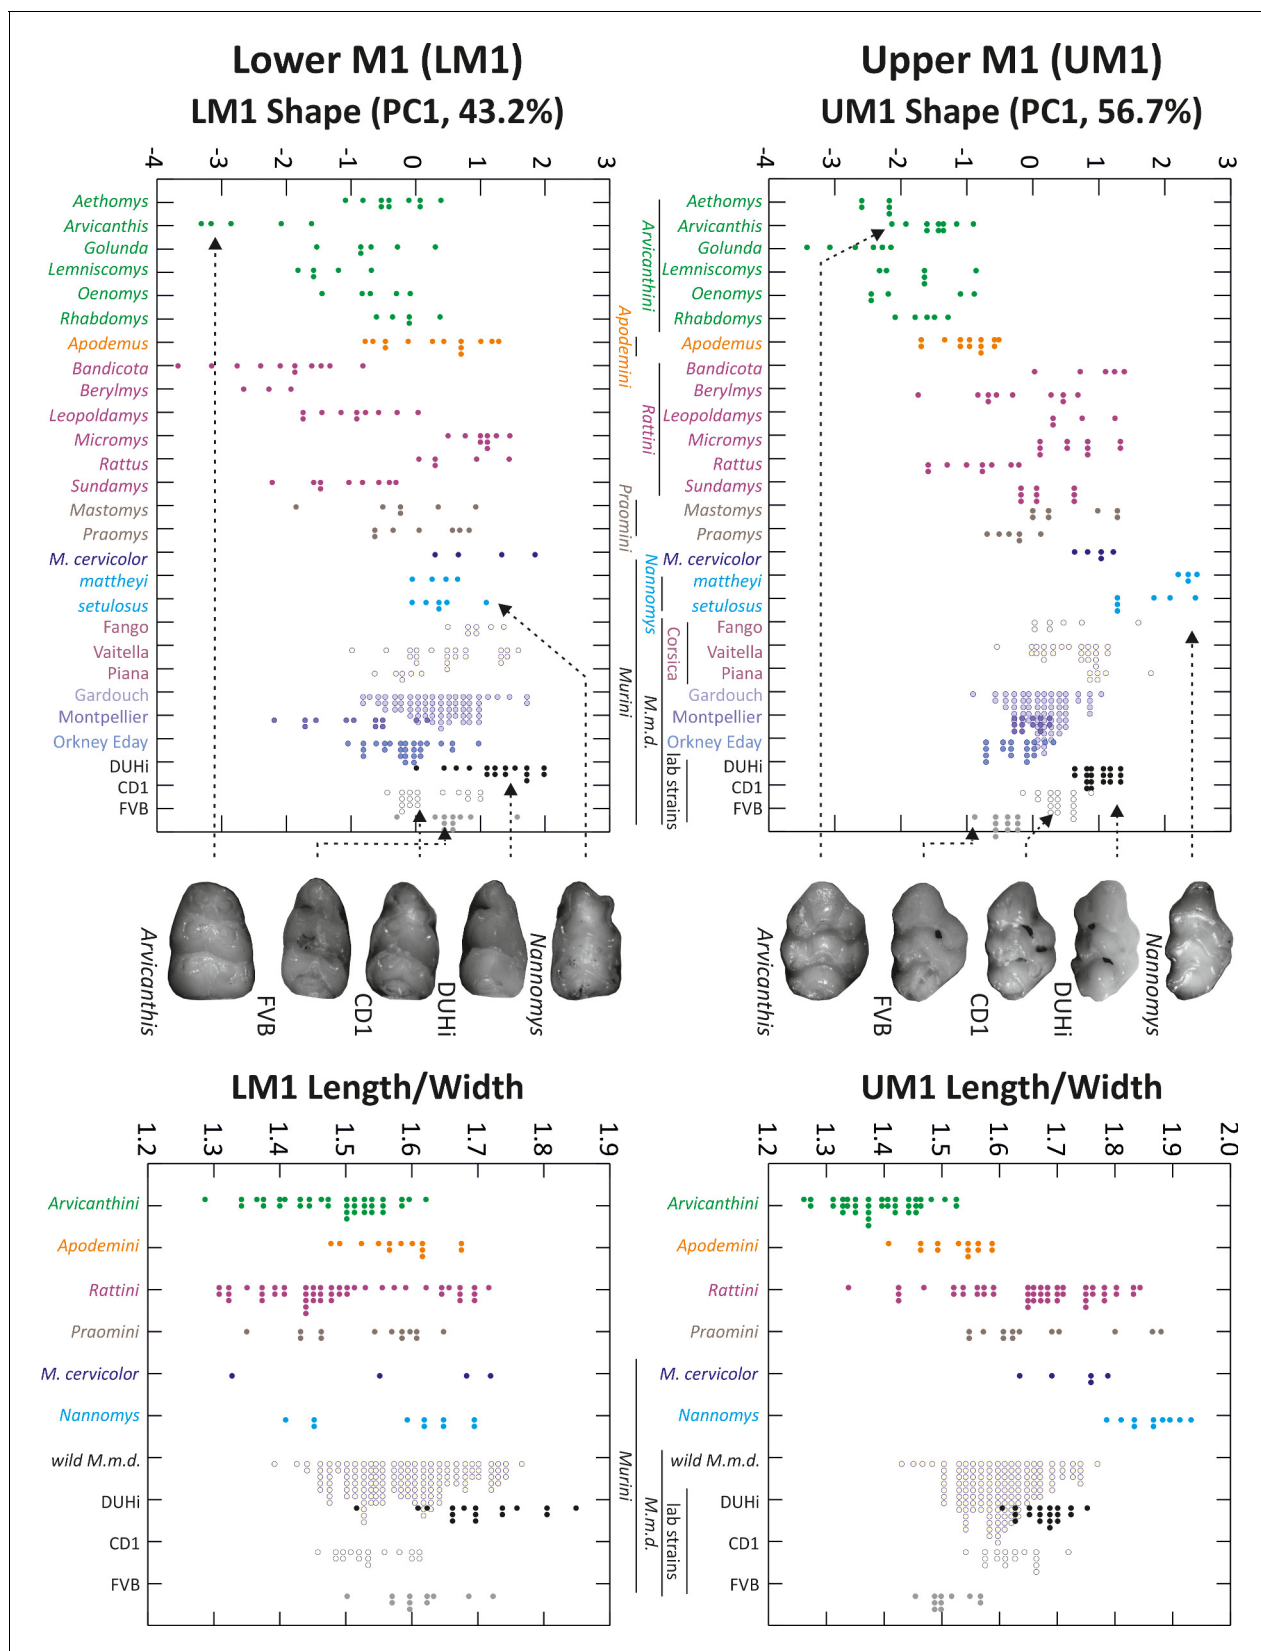 Lower M1 (LM1)
LM1 Shape (PC1, 43.2%)
-4 -3 -2 -1 0 1 2 3
Aethomys
Arvicanthis
Golunda
Lemniscomys
Oenomys
Rhabdomys
Apodemus
Bandicota
Berylmys
Leopoldamys
Micromys
Rattus
Sundamys
Mastomys
Praomys
M. cervicolor
mattheyi
setulosus
Fango
Vaitella
Piana
Gardouch
Montpellier
Orkney Eday
DUHi
CD1
FVB
Arvicanthini
Apodemini
Rattini
Praomini
Nannomys
Corsica
Murini
M.m.d.
lab strains
Upper M1 (UM1)
UM1 Shape (PC1, 56.7%)
-4 -3 -2 -1 0 1 2 3
Aethomys
Arvicanthis
Golunda
Lemniscomys
Oenomys
Rhabdomys
Apodemus
Bandicota
Berylmys
Leopoldamys
Micromys
Rattus
Sundamys
Mastomys
Praomys
M. cervicolor
mattheyi
setulosus
Fango
Vaitella
Piana
Gardouch
Montpellier
Orkney Eday
DUHi
CD1
FVB
Arvicanthis
FVB
CD1
DUHi
Nannomys
Arvicanthis
FVB
CD1
DUHi
Nannomys
LM1 Length/Width
1.2 1.3 1.4 1.5 1.6 1.7 1.8 1.9
Arvicanthini
Apodemini
Rattini
Praomini
M. cervicolor
Nannomys
wild M.m.d.
DUHi
CD1
FVB
Murini
M.m.d.
lab strains
UM1 Length/Width
1.2 1.3 1.4 1.5 1.6 1.7 1.8 1.9 2.0
Arvicanthini
Apodemini
Rattini
Praomini
M. cervicolor
Nannomys
wild M.m.d.
DUHi
CD1
FVB